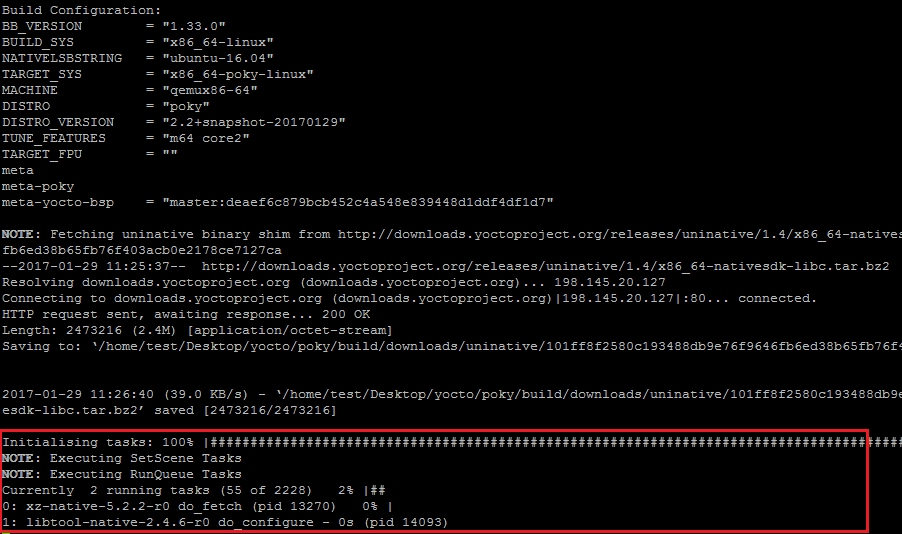 Build Configuration:
BB_VERSION        = "1.33.0"
BUILD_SYS         = "x86_64-linux"
NATIVELSBSTRING   = "ubuntu-16.04"
TARGET_SYS        = "x86_64-poky-linux"
MACHINE           = "qemux86-64"
DISTRO            = "poky"
DISTRO_VERSION    = "2.2+snapshot-20170129"
TUNE_FEATURES     = "m64 core2"
TARGET_FPU        = ""
meta
meta-poky
meta-yocto-bsp    = "master:deaef6c879bcb452c4a548e839448d1ddf4df1d7"
NOTE: Fetching uninative binary shim from http://downloads.yoctoproject.org/releases/uninative/1.4/x86_64-natives
fb6ed38b65fb76f403acb0e2178ce7127ca
--2017-01-29 11:25:37--  http://downloads.yoctoproject.org/releases/uninative/1.4/x86_64-nativesdk-libc.tar.bz2
Resolving downloads.yoctoproject.org (downloads.yoctoproject.org)... 198.145.20.127
Connecting to downloads.yoctoproject.org (downloads.yoctoproject.org)|198.145.20.127|:80... connected.
HTTP request sent, awaiting response... 200 OK
Length: 2473216 (2.4M) [application/octet-stream]
Saving to: ‘/home/test/Desktop/yocto/poky/build/downloads/uninative/101ff8f2580c193488db9e76f9646fb6ed38b65fb76f4
2017-01-29 11:26:40 (39.0 KB/s) - ‘/home/test/Desktop/yocto/poky/build/downloads/uninative/101ff8f2580c193488db9e
esdk-libc.tar.bz2’ saved [2473216/2473216]
Initialising tasks: 100% |#######################################################################################
NOTE: Executing SetScene Tasks
NOTE: Executing RunQueue Tasks
Currently  2 running tasks (55 of 2228)   2% |##
0: xz-native-5.2.2-r0 do_fetch (pid 13270)   0% |
1: libtool-native-2.4.6-r0 do_configure - 0s (pid 14093)